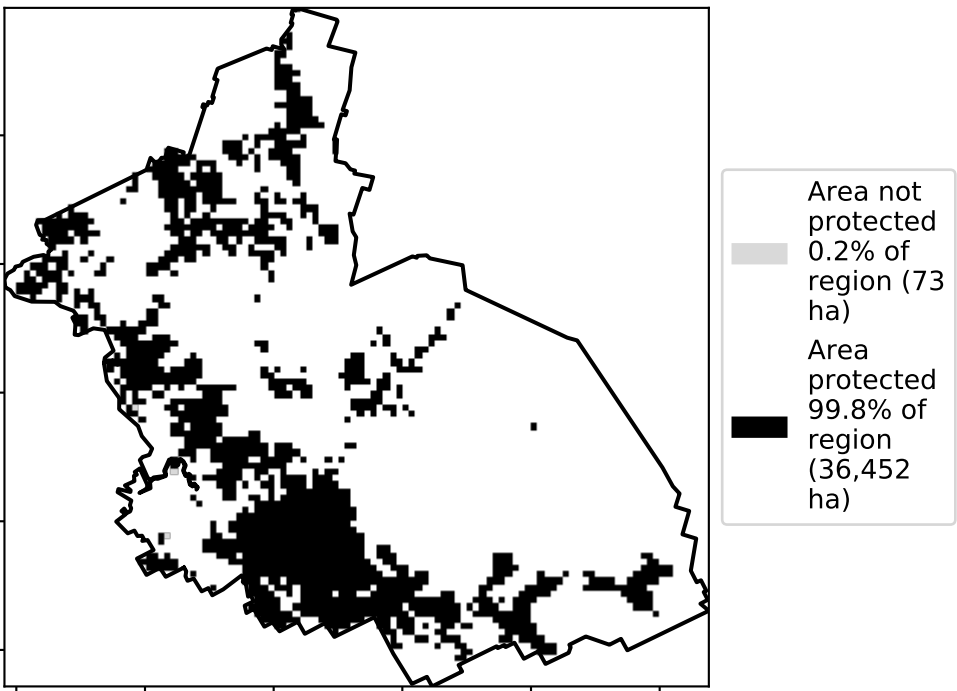 Area not
protected
0.2% of
region (73
ha)
Area
protected
99.8% of
region
(36,452
ha)